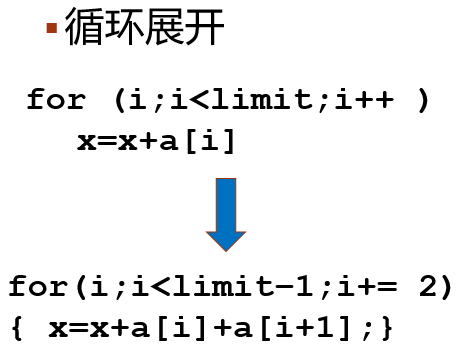 ▪循环展开
for (i;i<limit;i++ )
x=x+a[i]
for(i;i<limit-1;i+= 2)
{ x=x+a[i]+a[i+1];}